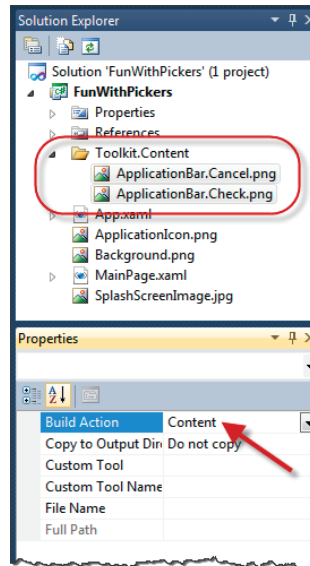 Solution Explorer
Solution 'FunWithPickers' (1 project)
FunWithPickers
Properties
References
Toolkit.Content
ApplicationBar.Cancel.png
ApplicationBar.Check.png
App.xaml
ApplicationIcon.png
Background.png
MainPage.xaml
SplashScreenImage.jpg
Properties
Build Action Content
Copy to Output Dire Do not copy
Custom Tool
Custom Tool Name
File Name
Full Path